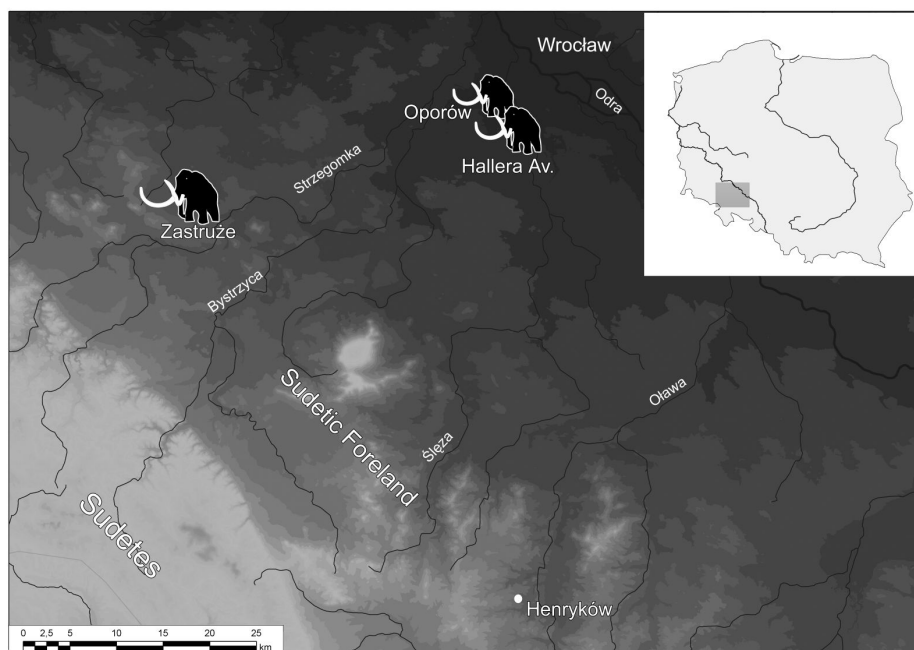 Wrocław
Odra
Oporów
Hallera Av.
Strzegomka
Zastruże
Bystrzyca
Sudetic Foreland
Oława
Ślęza
Sudetes
Henryków
0 2,5 5 10 15 20 25
km